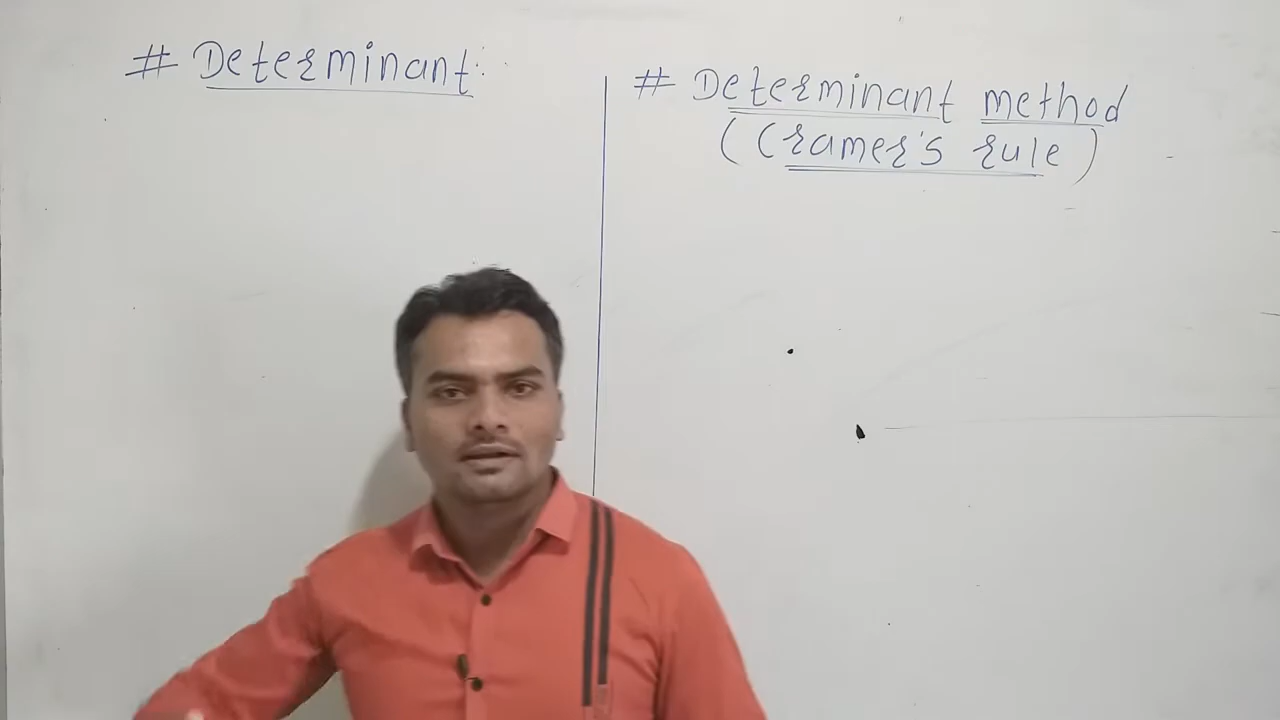 # Determinant:
# Determinant method
(Cramer's rule)